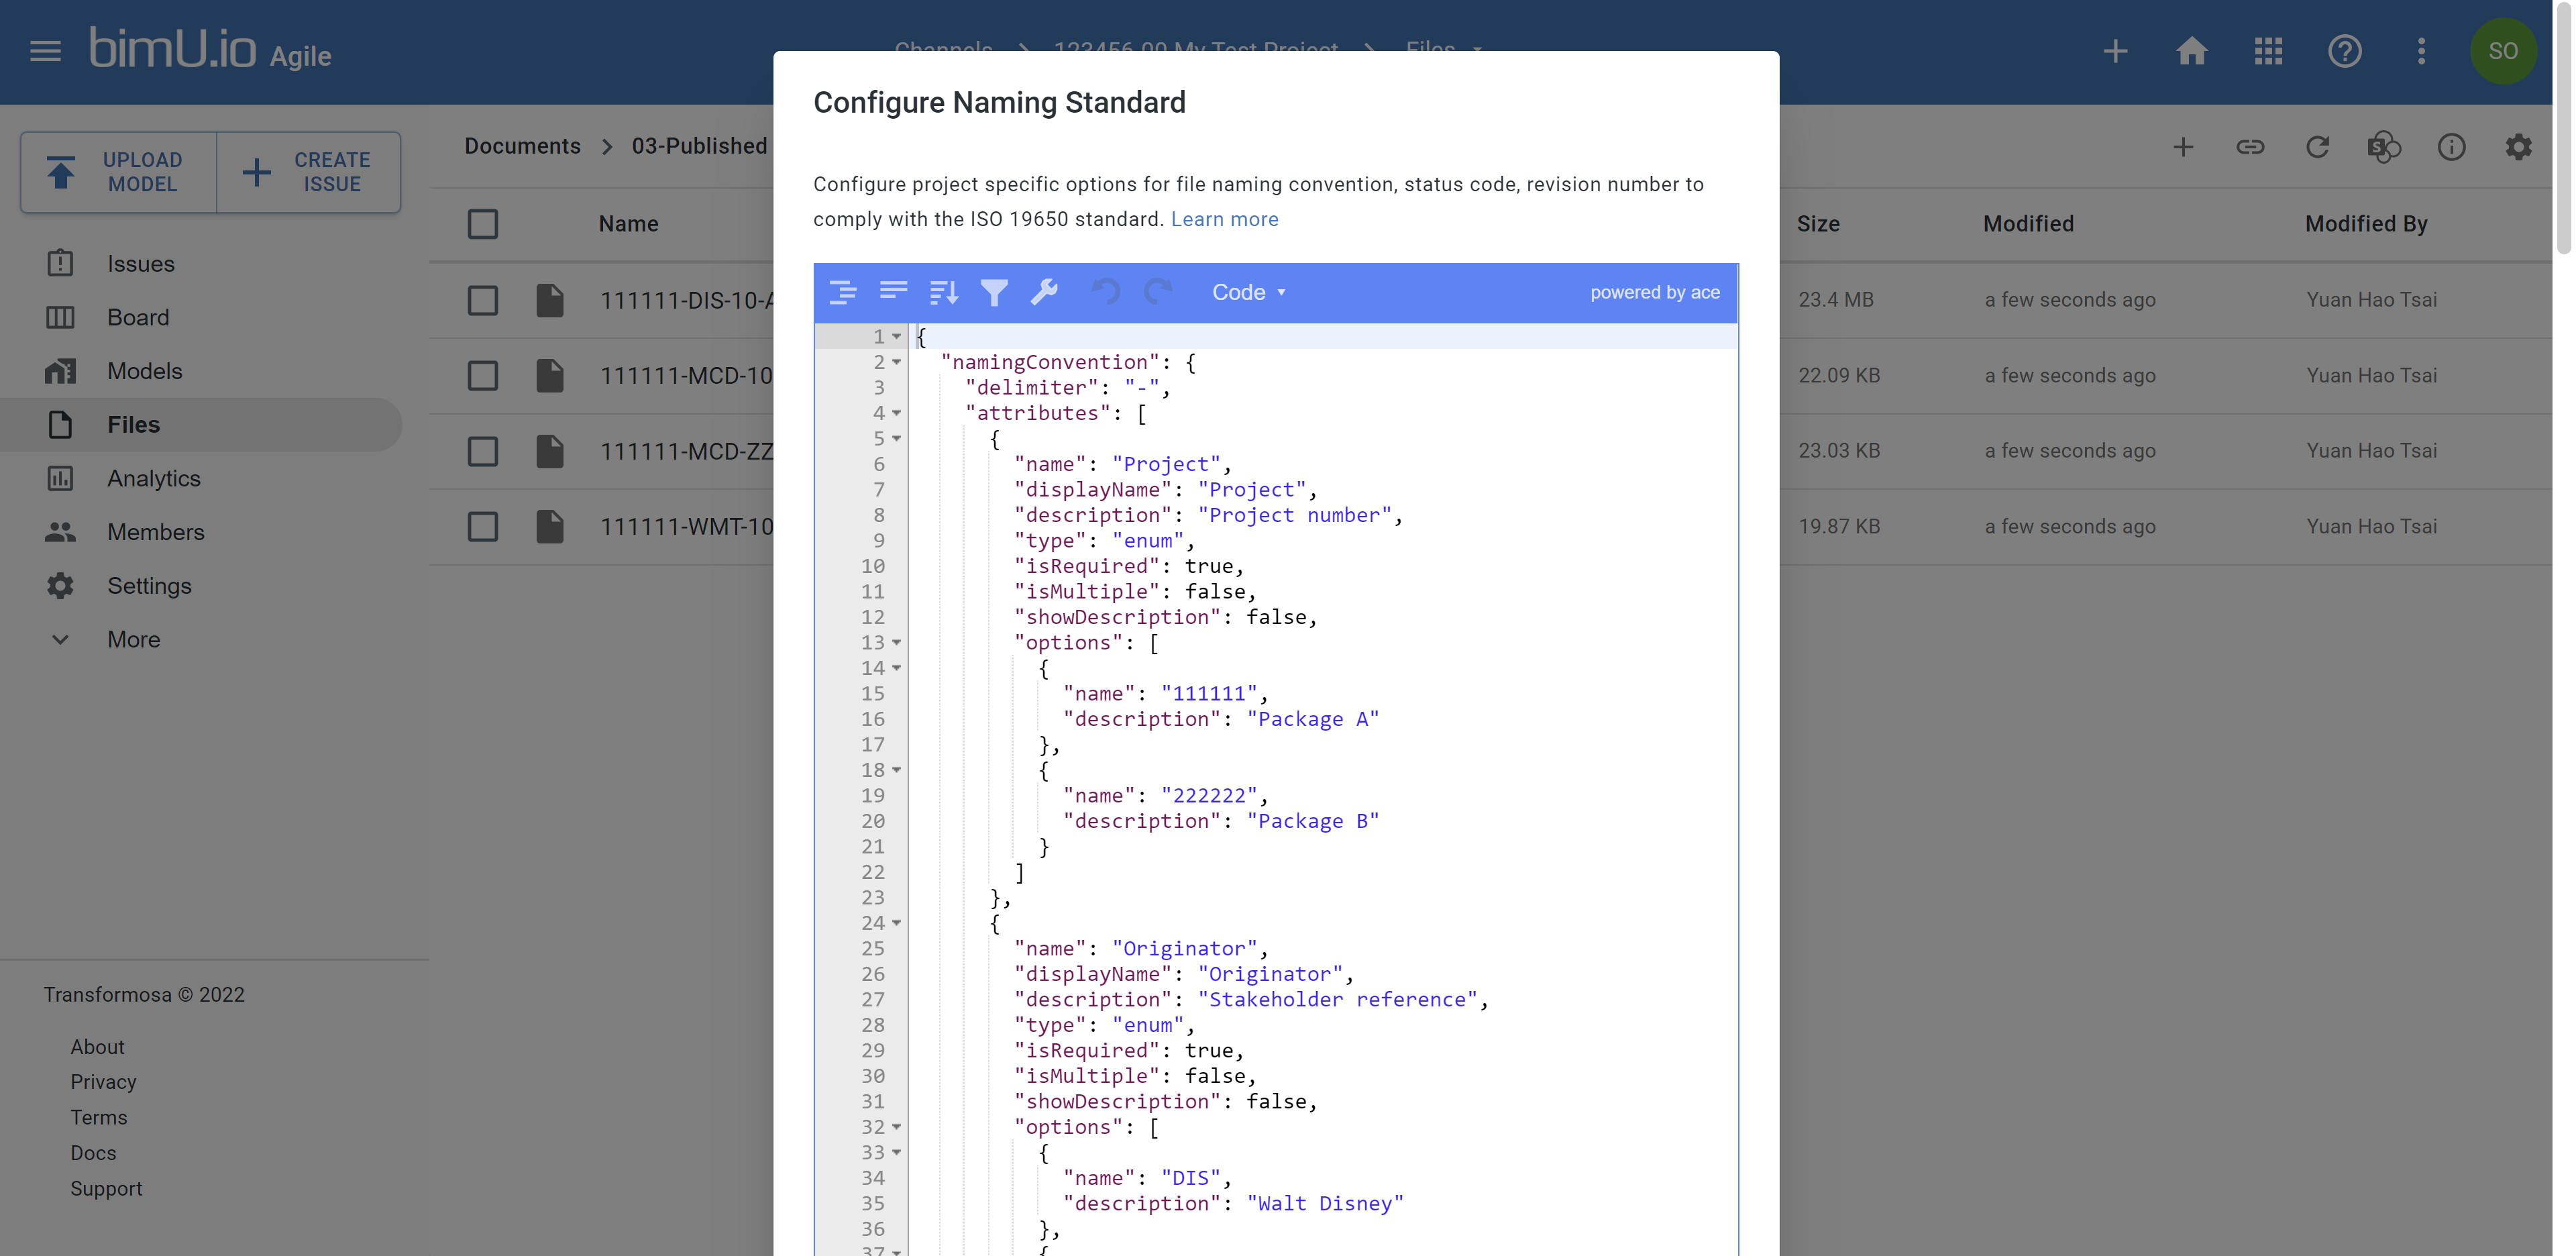 bimU.io Agile
Channels > 123456.00 My Test Project > Files
SO
UPLOAD MODEL
CREATE ISSUE
Issues
Board
Models
Files
Analytics
Members
Settings
More
Transformosa © 2022
About
Privacy
Terms
Docs
Support
Documents > 03-Published
Name
Size
Modified
Modified By
111111-DIS-10-
23.4 MB
a few seconds ago
Yuan Hao Tsai
111111-MCD-10
22.09 KB
a few seconds ago
Yuan Hao Tsai
111111-MCD-ZZ
23.03 KB
a few seconds ago
Yuan Hao Tsai
111111-WMT-10
19.87 KB
a few seconds ago
Yuan Hao Tsai
Configure Naming Standard
Configure project specific options for file naming convention, status code, revision number to
comply with the ISO 19650 standard. Learn more
Code
powered by ace
1 {
2 "namingConvention": {
3 "delimiter": "-",
4 "attributes": [
5 {
6 "name": "Project",
7 "displayName": "Project",
8 "description": "Project number",
9 "type": "enum",
10 "isRequired": true,
11 "isMultiple": false,
12 "showDescription": false,
13 "options": [
14 {
15 "name": "111111",
16 "description": "Package A"
17 },
18 {
19 "name": "222222",
20 "description": "Package B"
21 }
22 ]
23 },
24 {
25 "name": "Originator",
26 "displayName": "Originator",
27 "description": "Stakeholder reference",
28 "type": "enum",
29 "isRequired": true,
30 "isMultiple": false,
31 "showDescription": false,
32 "options": [
33 {
34 "name": "DIS",
35 "description": "Walt Disney"
36 },
37 {